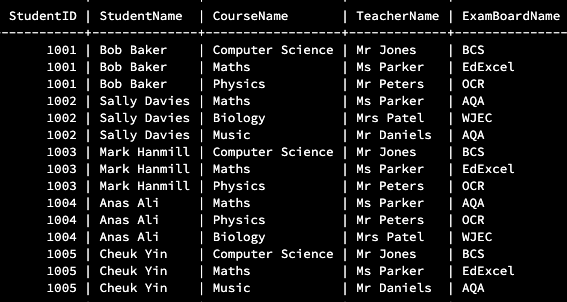 StudentID | StudentName | CourseName | TeacherName | ExamBoardName
1001 | Bob Baker | Computer Science | Mr Jones | BCS
1001 | Bob Baker | Maths | Ms Parker | EdExcel
1001 | Bob Baker | Physics | Mr Peters | OCR
1002 | Sally Davies | Maths | Ms Parker | AQA
1002 | Sally Davies | Biology | Mrs Patel | WJEC
1002 | Sally Davies | Music | Mr Daniels | AQA
1003 | Mark Hanmill | Computer Science | Mr Jones | BCS
1003 | Mark Hanmill | Maths | Ms Parker | EdExcel
1003 | Mark Hanmill | Physics | Mr Peters | OCR
1004 | Anas Ali | Maths | Ms Parker | AQA
1004 | Anas Ali | Physics | Mr Peters | OCR
1004 | Anas Ali | Biology | Mrs Patel | WJEC
1005 | Cheuk Yin | Computer Science | Mr Jones | BCS
1005 | Cheuk Yin | Maths | Ms Parker | EdExcel
1005 | Cheuk Yin | Music | Mr Daniels | AQA